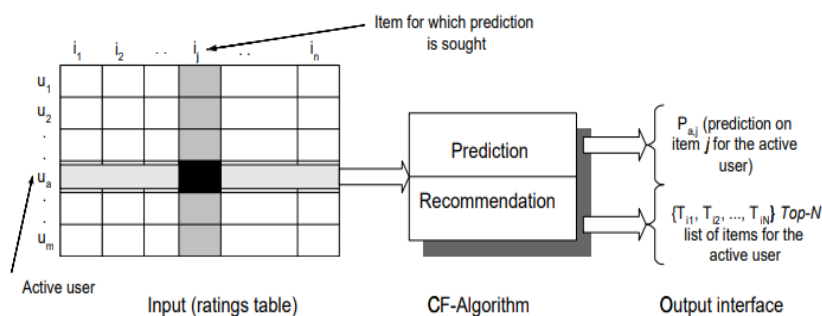 Item for which prediction
is sought
i1 i2 . . ij . . in
u1
u2
.
.
ua
.
.
um
Active user
Input (ratings table)
Prediction
Recommendation
CF-Algorithm
Pa,j (prediction on
item j for the active
user)
{Ti1, Ti2, ..., TiN} Top-N
list of items for the
active user
Output interface